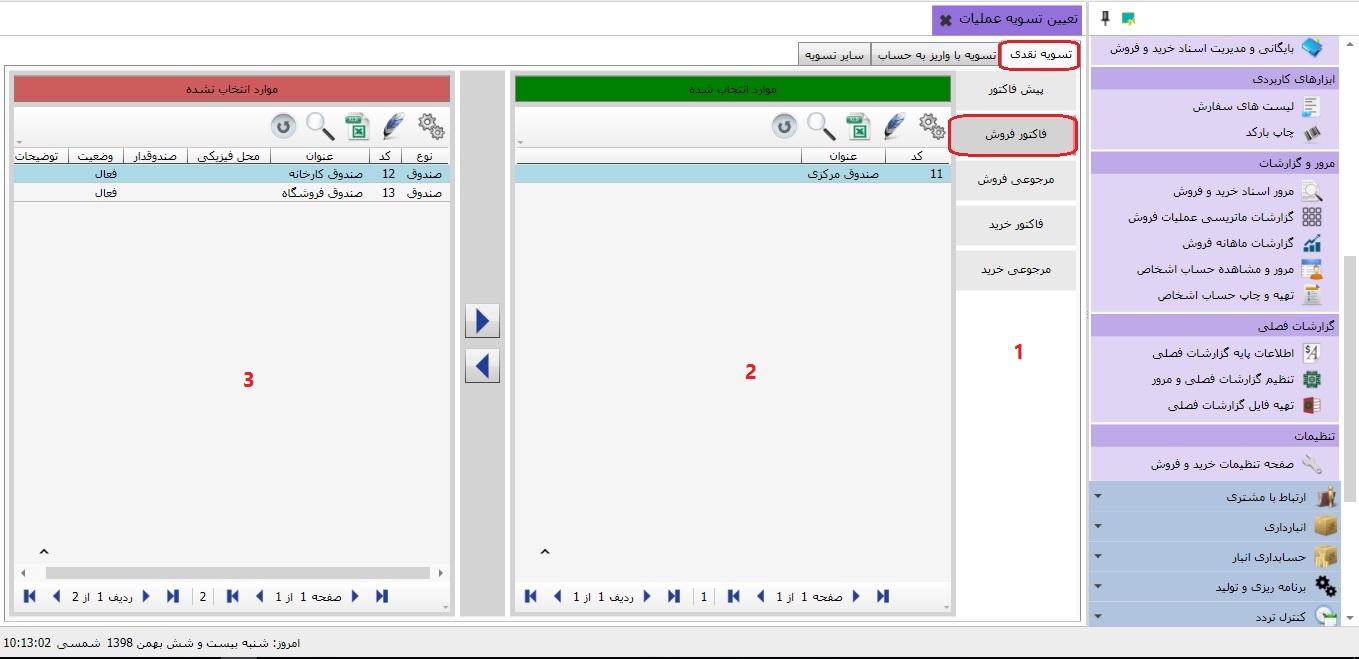 تعیین تسویه عملیات
تسویه نقدی
تسویه با واریز به حساب
سایر تسویه
بایگانی و مدیریت اسناد خرید و فروش
ابزارهای کاربردی
لیست های سفارش
چاپ بارکد
مرور و گزارشات
مرور اسناد خرید و فروش
گزارشات ماتریسی عملیات فروش
گزارشات ماهانه فروش
مرور و مشاهده حساب اشخاص
تهیه و چاپ حساب اشخاص
گزارشات فصلی
اطلاعات پایه گزارشات فصلی
تنظیم گزارشات فصلی و مرور
تهیه فایل گزارشات فصلی
تنظیمات
صفحه تنظیمات خرید و فروش
ارتباط با مشتری
انبارداری
حسابداری انبار
برنامه ریزی و تولید
کنترل تردد
پیش فاکتور
فاکتور فروش
مرجوعی فروش
فاکتور خرید
مرجوعی خرید
1
موارد انتخاب شده
کد عنوان
11 صندوق مرکزی
2
صفحه 1 از 1
1
ردیف 1 از 1
موارد انتخاب نشده
نوع کد عنوان محل فیزیکی صندوقدار وضعیت توضیحات
صندوق 12 صندوق کارخانه فعال
صندوق 13 صندوق فروشگاه فعال
3
صفحه 1 از 1
2
ردیف 1 از 2
امروز: شنبه بیست و شش بهمن 1398 شمسی 10:13:02